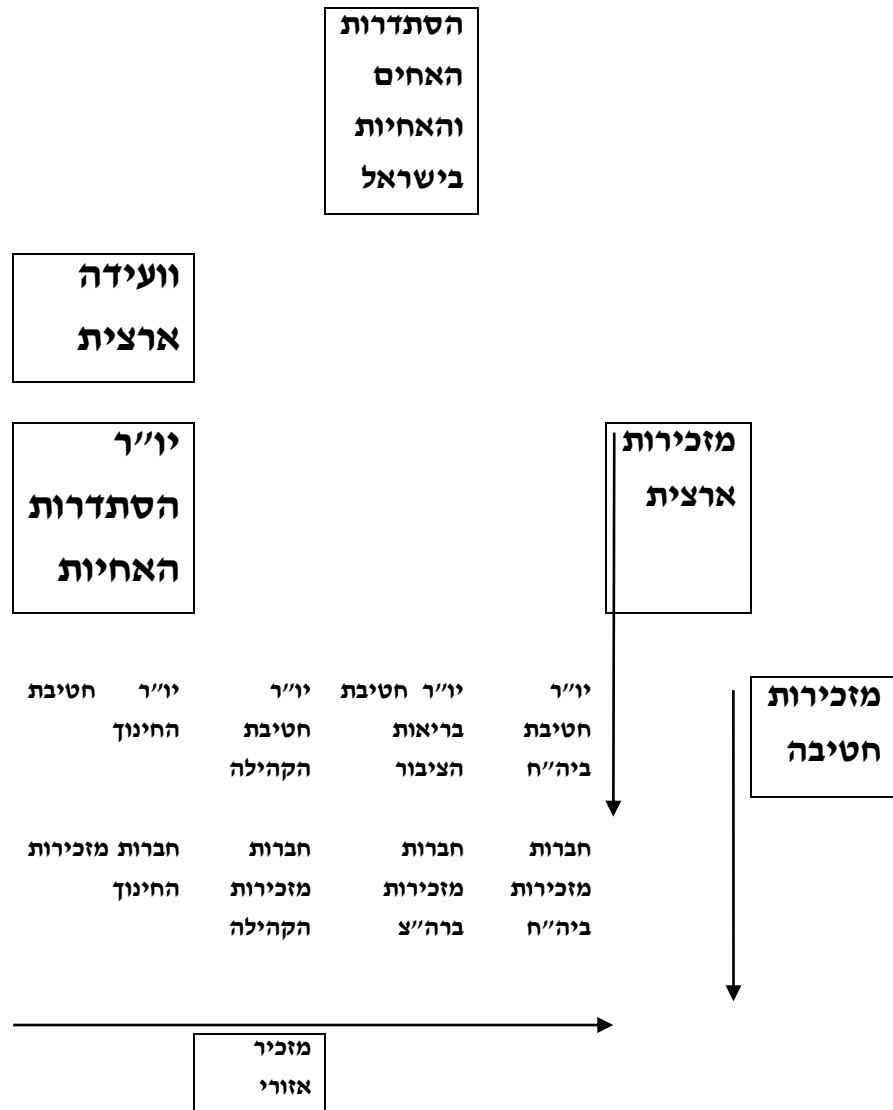 הסתדרות
האחים
והאחיות
בישראל
וועידה
ארצית
מזכירות
ארצית
יו״ר
הסתדרות
האחיות
מזכירות
חטיבה
יו״ר
חטיבת
ביה״ח
יו״ר חטיבת
בריאות
הציבור
יו״ר
חטיבת
הקהילה
יו״ר חטיבת
החינוך
חברות
מזכירות
ביה״ח
חברות
מזכירות
ברה״צ
חברות
מזכירות
הקהילה
חברות מזכירות
החינוך
מזכיר
אזורי